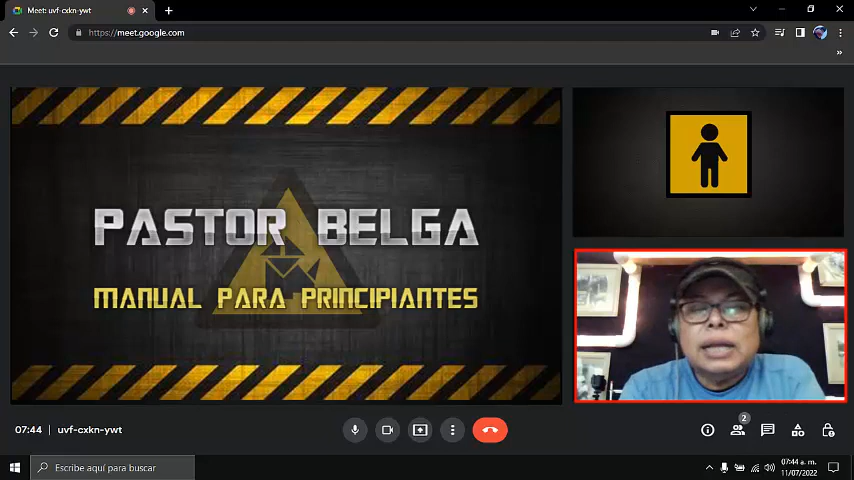 Meet: uvf-cxkn-ywt
https://meet.google.com
PASTOR BELGA
MANUAL PARA PRINCIPIANTES
07:44 | uvf-cxkn-ywt
2
Escribe aquí para buscar
07:44 a. m.
11/07/2022